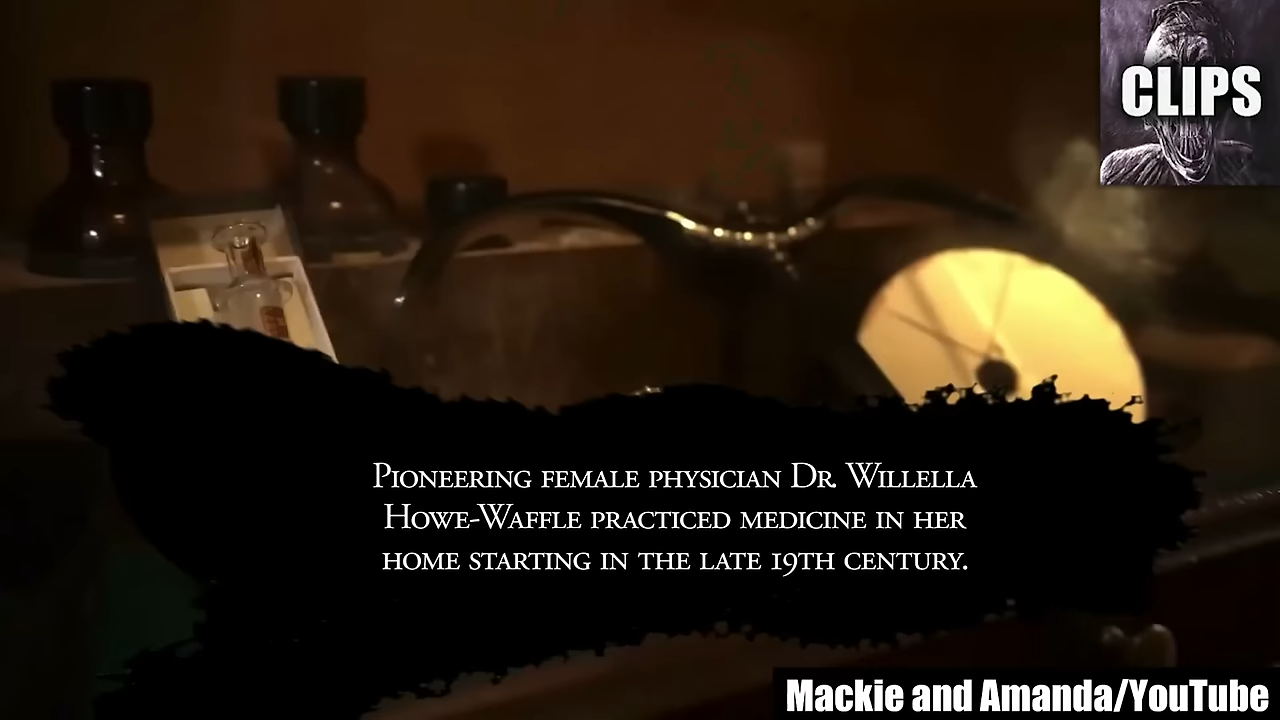 CLIPS
Pioneering female physician Dr. Willella
Howe-Waffle practiced medicine in her
home starting in the late 19th century.
Mackie and Amanda/YouTube